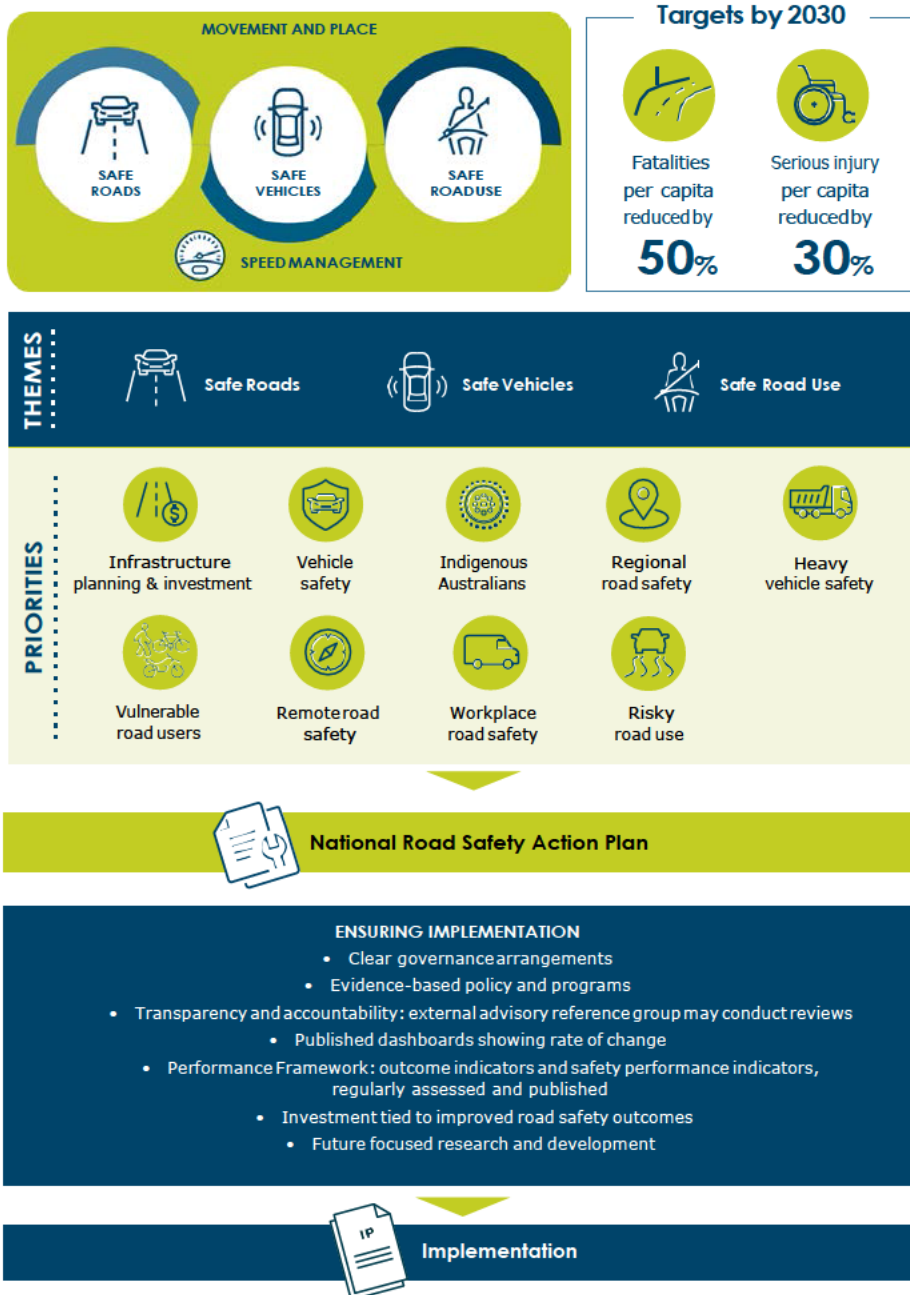 MOVEMENT AND PLACE
SAFE
ROADS
SAFE
VEHICLES
SAFE
ROAD USE
SPEED MANAGEMENT
Targets by 2030
Fatalities
per capita
reduced by
50%
Serious injury
per capita
reduced by
30%
THEMES
Safe Roads
Safe Vehicles
Safe Road Use
PRIORITIES
Infrastructure
planning & investment
Vehicle
safety
Indigenous
Australians
Regional
road safety
Heavy
vehicle safety
Vulnerable
road users
Remote road
safety
Workplace
road safety
Risky
road use
National Road Safety Action Plan
ENSURING IMPLEMENTATION
• Clear governance arrangements
• Evidence-based policy and programs
• Transparency and accountability: external advisory reference group may conduct reviews
• Published dashboards showing rate of change
• Performance Framework: outcome indicators and safety performance indicators,
regularly assessed and published
• Investment tied to improved road safety outcomes
• Future focused research and development
IP
Implementation